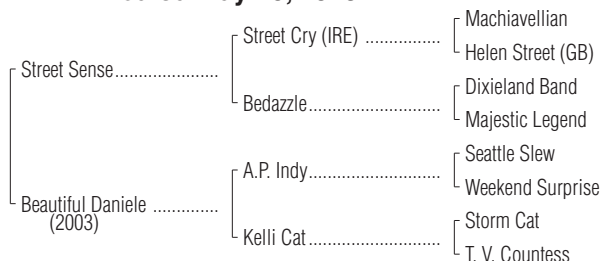 Machiavellian
Street Cry (IRE) ................
Helen Street (GB)
Street Sense......................
Dixieland Band
Bedazzle............................
Majestic Legend
Seattle Slew
A.P. Indy............................
Weekend Surprise
Beautiful Daniele ..............
(2003)
Storm Cat
Kelli Cat............................
T. V. Countess